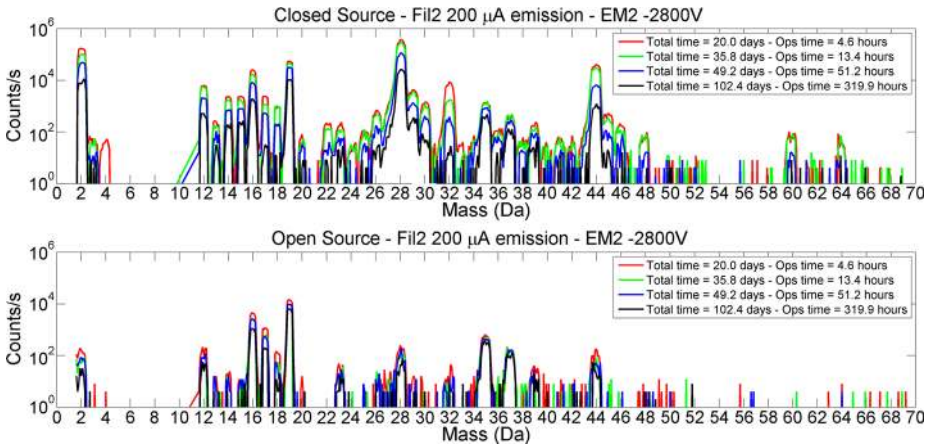 Closed Source - Fil2 200 μA emission - EM2 -2800V
10⁶
10⁴
10²
10⁰
Counts/s
Total time = 20.0 days - Ops time = 4.6 hours
Total time = 35.8 days - Ops time = 13.4 hours
Total time = 49.2 days - Ops time = 51.2 hours
Total time = 102.4 days - Ops time = 319.9 hours
0 2 4 6 8 10 12 14 16 18 20 22 24 26 28 30 32 34 36 38 40 42 44 46 48 50 52 54 56 58 60 62 64 66 68 70
Mass (Da)
Open Source - Fil2 200 μA emission - EM2 -2800V
10⁶
10⁴
10²
10⁰
Counts/s
Total time = 20.0 days - Ops time = 4.6 hours
Total time = 35.8 days - Ops time = 13.4 hours
Total time = 49.2 days - Ops time = 51.2 hours
Total time = 102.4 days - Ops time = 319.9 hours
0 2 4 6 8 10 12 14 16 18 20 22 24 26 28 30 32 34 36 38 40 42 44 46 48 50 52 54 56 58 60 62 64 66 68 70
Mass (Da)